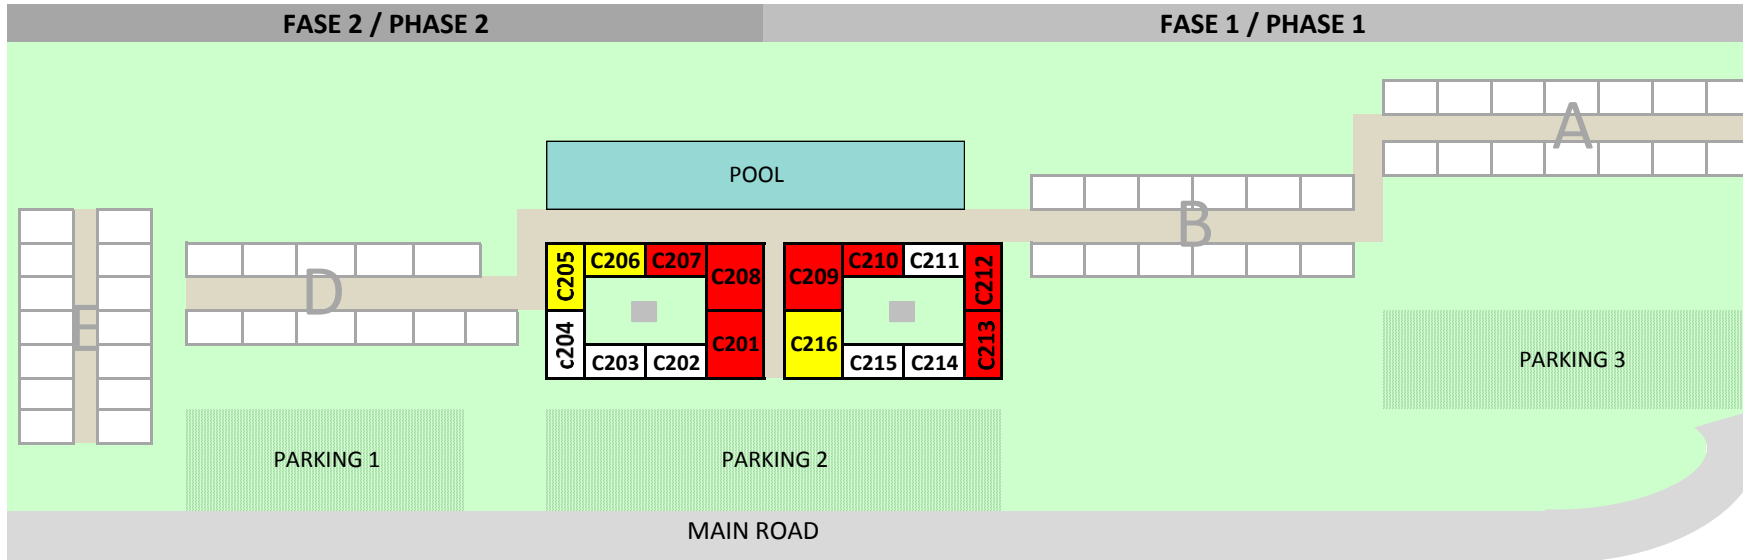 FASE 2 / PHASE 2 FASE 1 / PHASE 1
A
POOL
B
C205 C206 C207 C208 C209 C210 C211 C212
D
E
c204 C203 C202 C201 C216 C215 C214 C213
PARKING 3
PARKING 1 PARKING 2
MAIN ROAD